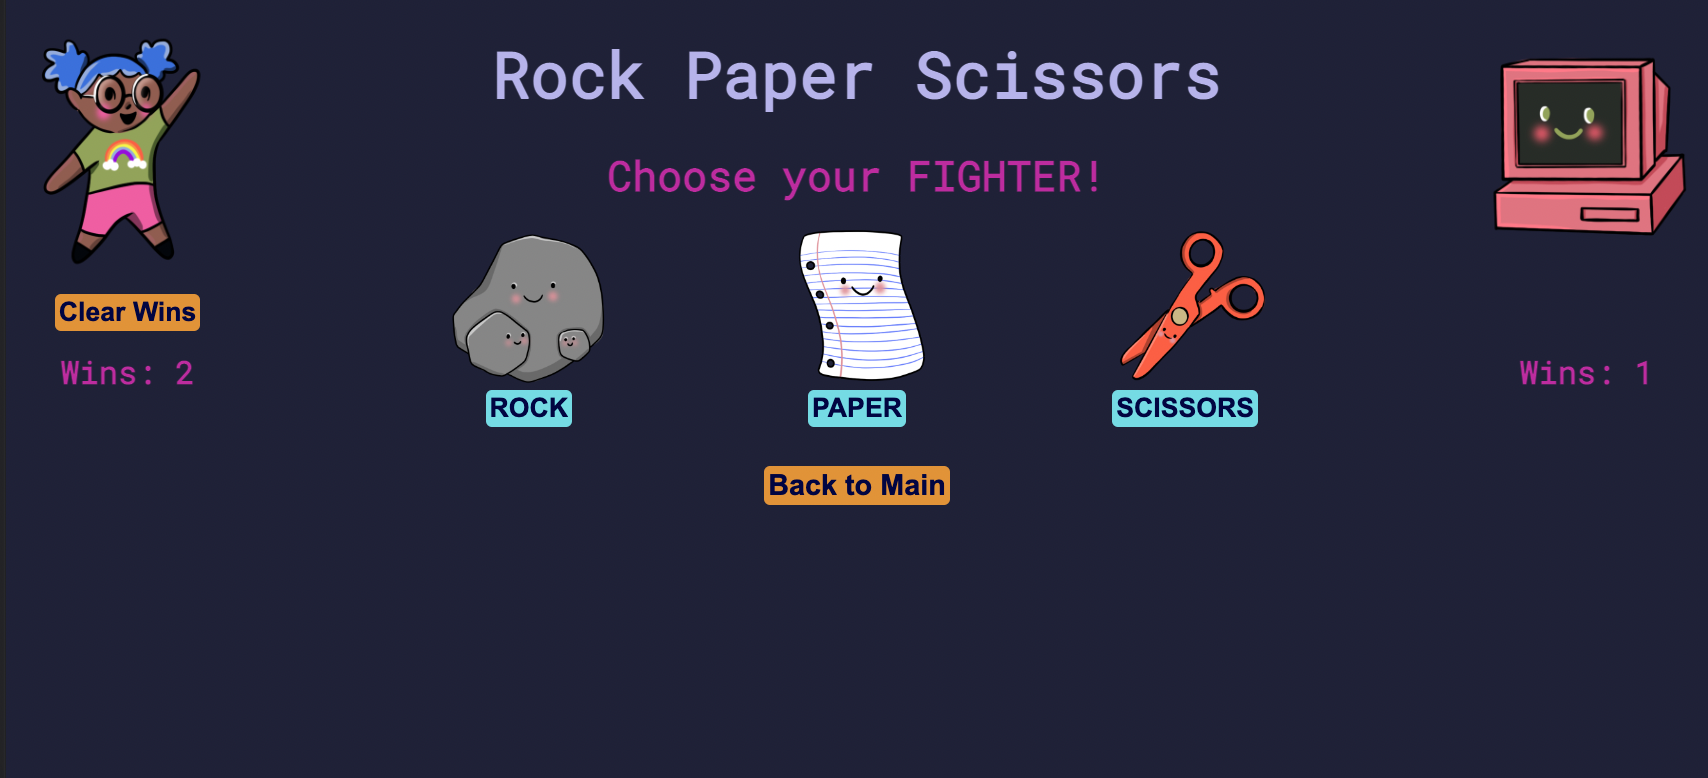 Rock Paper Scissors
Choose your FIGHTER!
Clear Wins
Wins: 2
Wins: 1
ROCK
PAPER
SCISSORS
Back to Main